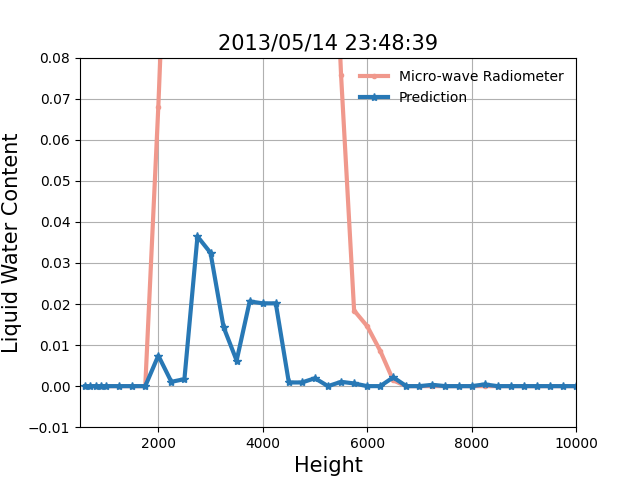 2013/05/14 23:48:39
0.08
0.07
0.06
0.05
0.04
0.03
0.02
0.01
0.00
−0.01
Liquid Water Content
Micro-wave Radiometer
Prediction
2000 4000 6000 8000 10000
Height